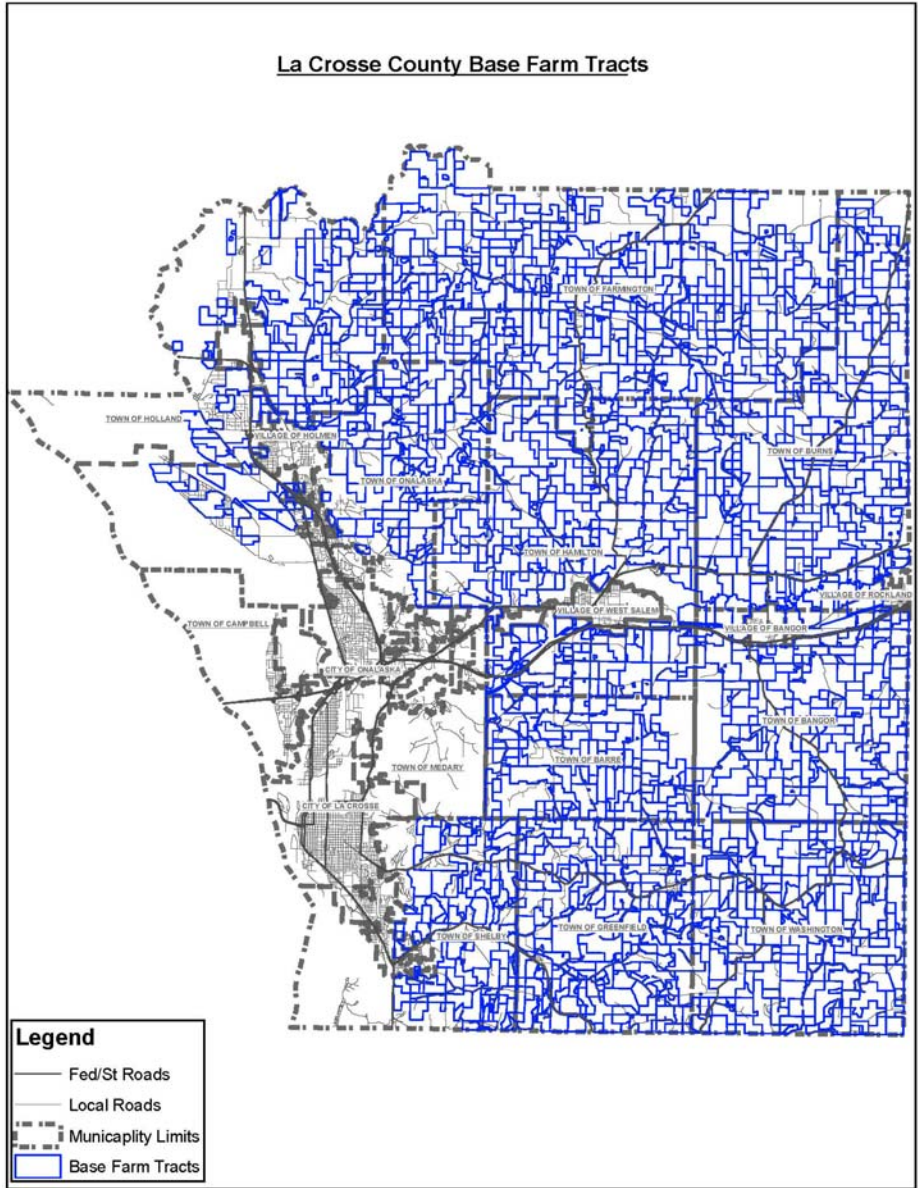 La Crosse County Base Farm Tracts
TOWN OF FARMINGTON
TOWN OF HOLLAND
VILLAGE OF HOLMEN
TOWN OF BURNS
TOWN OF ONALASKA
TOWN OF HAMILTON
VILLAGE OF ROCKLAND
VILLAGE OF WEST SALEM
TOWN OF CAMPBELL
VILLAGE OF BANGOR
CITY OF ONALASKA
TOWN OF BANGOR
TOWN OF BARRE
TOWN OF MEDARY
CITY OF LA CROSSE
TOWN OF SHELBY
TOWN OF GREENFIELD
TOWN OF WASHINGTON
Legend
Fed/St Roads
Local Roads
Municaplity Limits
Base Farm Tracts